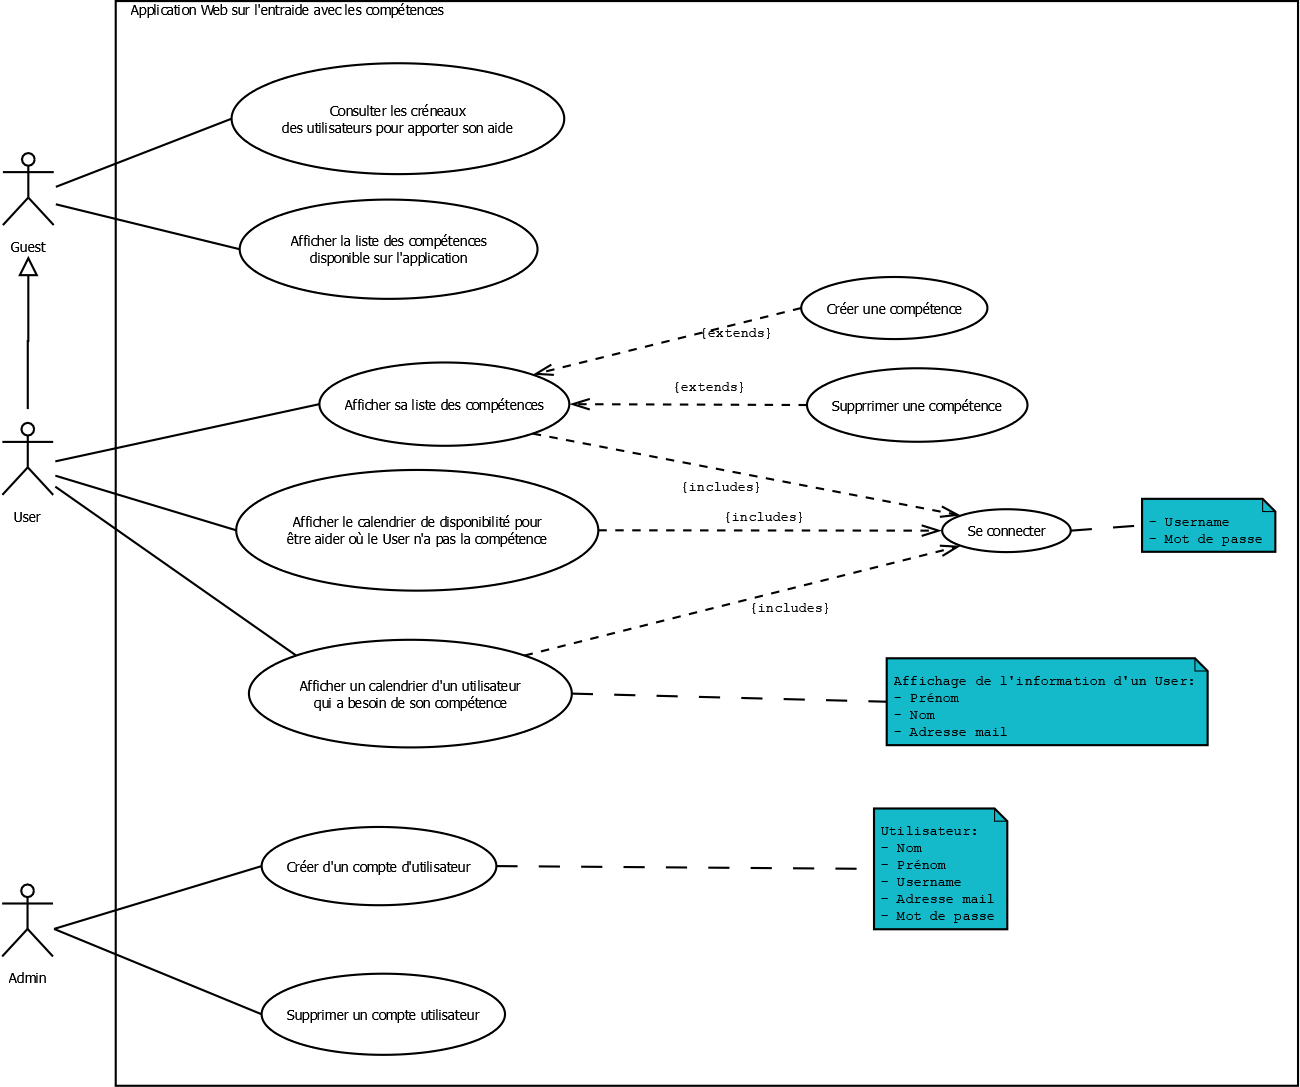 Application Web sur l'entraide avec les compétences
Consulter les créneaux
des utilisateurs pour apporter son aide
Guest
Afficher la liste des compétences
disponible sur l'application
Créer une compétence
{extends}
{extends}
Afficher sa liste des compétences
Supprrimer une compétence
User
{includes}
{includes}
Afficher le calendrier de disponibilité pour
être aider où le User n'a pas la compétence
Se connecter
- Username
- Mot de passe
{includes}
Afficher un calendrier d'un utilisateur
qui a besoin de son compétence
Affichage de l'information d'un User:
- Prénom
- Nom
- Adresse mail
Créer d'un compte d'utilisateur
Utilisateur:
- Nom
- Prénom
- Username
- Adresse mail
- Mot de passe
Admin
Supprimer un compte utilisateur